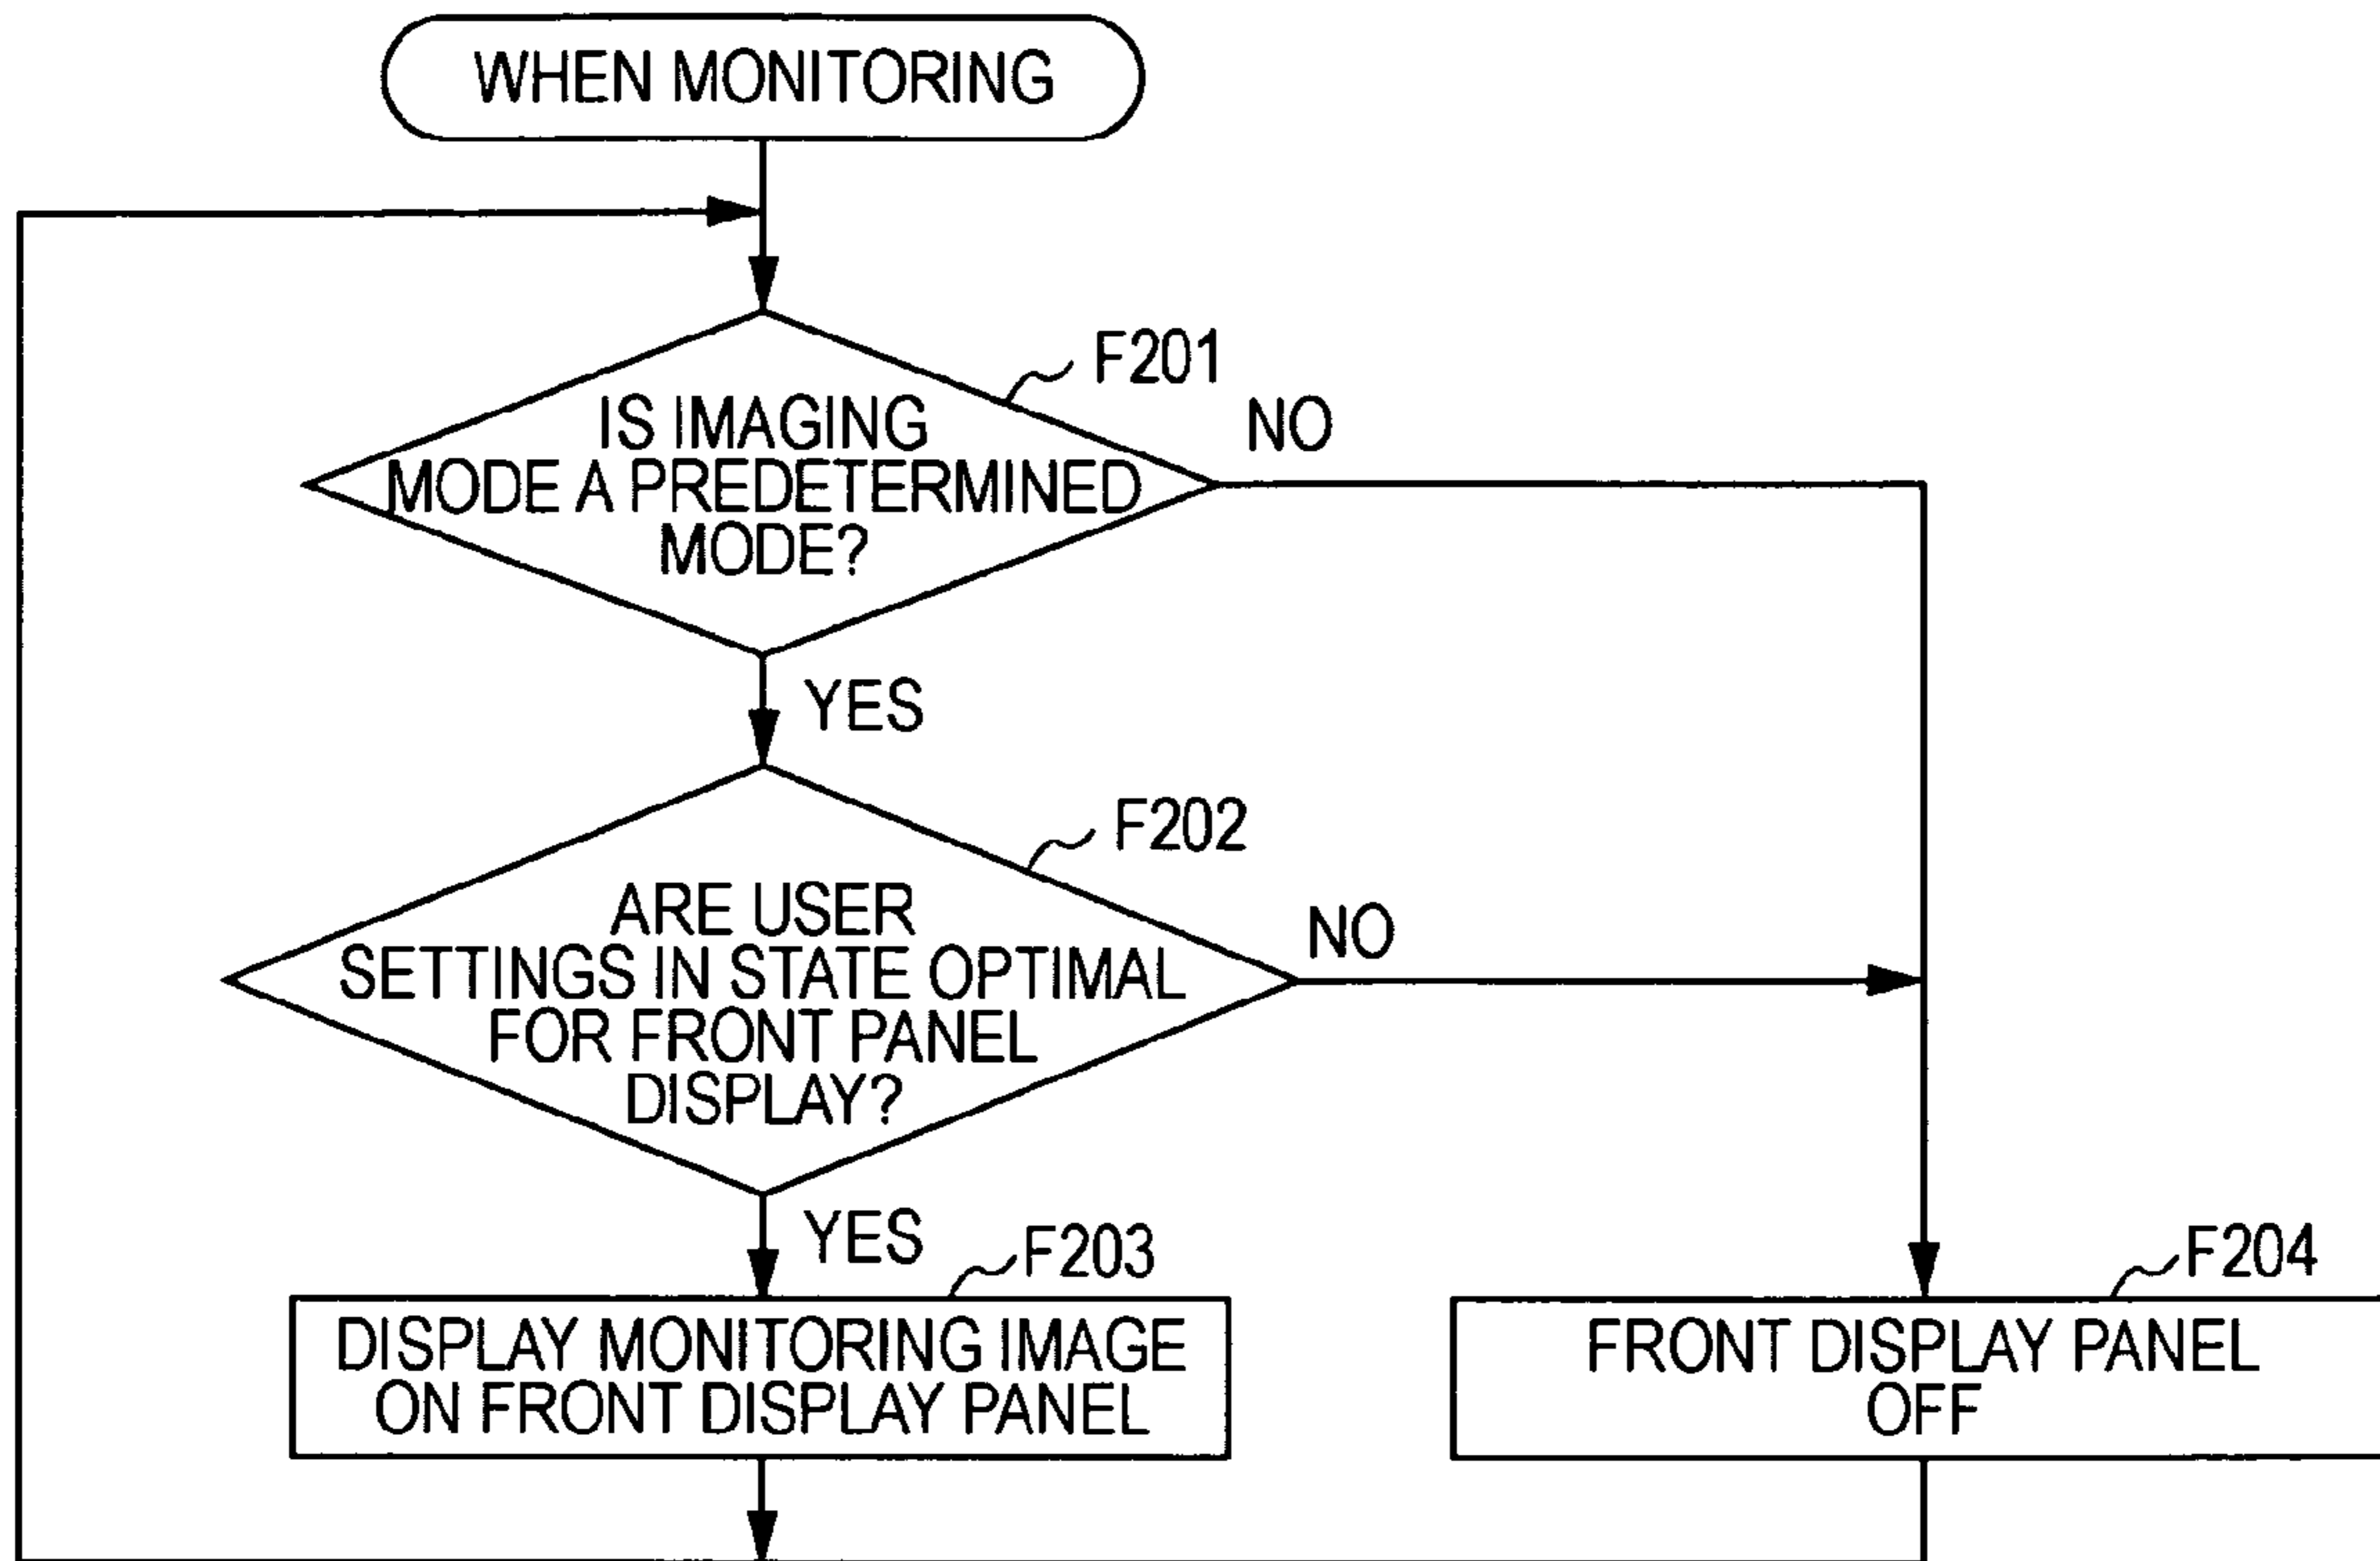 WHEN MONITORING
F201
IS IMAGING
MODE A PREDETERMINED
MODE?
NO
YES
F202
ARE USER
SETTINGS IN STATE OPTIMAL
FOR FRONT PANEL
DISPLAY?
NO
YES
F203
DISPLAY MONITORING IMAGE
ON FRONT DISPLAY PANEL
F204
FRONT DISPLAY PANEL
OFF